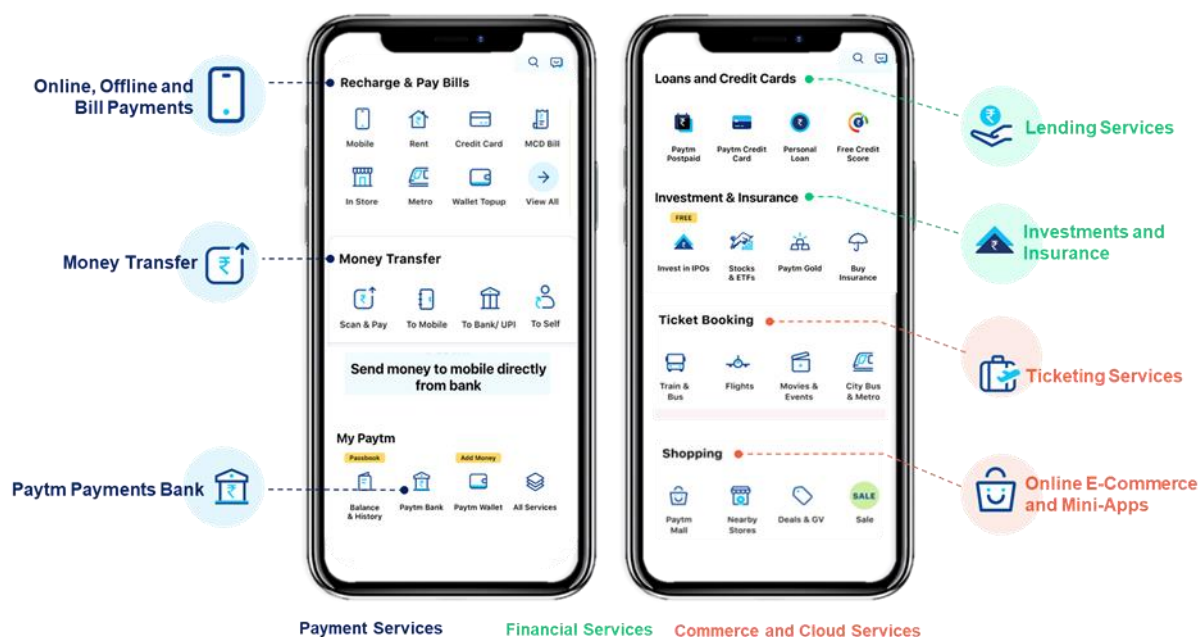 Online, Offline and
Bill Payments
Money Transfer
Paytm Payments Bank
Recharge & Pay Bills
Mobile
Rent
Credit Card
MCD Bill
In Store
Metro
Wallet Topup
View All
Money Transfer
Scan & Pay
To Mobile
To Bank/ UPI
To Self
Send money to mobile directly
from bank
My Paytm
Passbook
Add Money
Balance
& History
Paytm Bank
Paytm Wallet
All Services
Loans and Credit Cards
Paytm
Postpaid
Paytm Credit
Card
Personal
Loan
Free Credit
Score
Investment & Insurance
FREE
Invest in IPOs
Stocks
& ETFs
Paytm Gold
Buy
Insurance
Ticket Booking
Train &
Bus
Flights
Movies &
Events
City Bus
& Metro
Shopping
SALE
Paytm
Mall
Nearby
Stores
Deals & GV
Sale
Lending Services
Investments and
Insurance
Ticketing Services
Online E-Commerce
and Mini-Apps
Payment Services
Financial Services
Commerce and Cloud Services